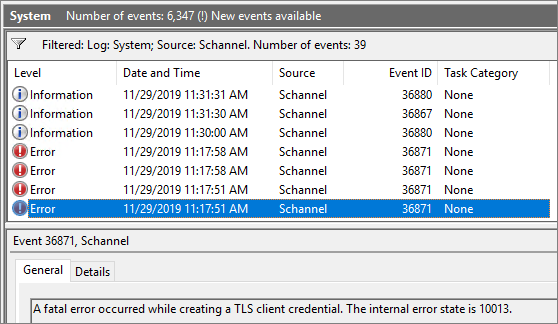 System Number of events: 6,347 (!) New events available
Filtered: Log: System; Source: Schannel. Number of events: 39
Level Date and Time Source Event ID Task Category
Information 11/29/2019 11:31:31 AM Schannel 36880 None
Information 11/29/2019 11:31:30 AM Schannel 36867 None
Information 11/29/2019 11:30:00 AM Schannel 36880 None
Error 11/29/2019 11:17:58 AM Schannel 36871 None
Error 11/29/2019 11:17:58 AM Schannel 36871 None
Error 11/29/2019 11:17:51 AM Schannel 36871 None
Error 11/29/2019 11:17:51 AM Schannel 36871 None
Event 36871, Schannel
General Details
A fatal error occurred while creating a TLS client credential. The internal error state is 10013.